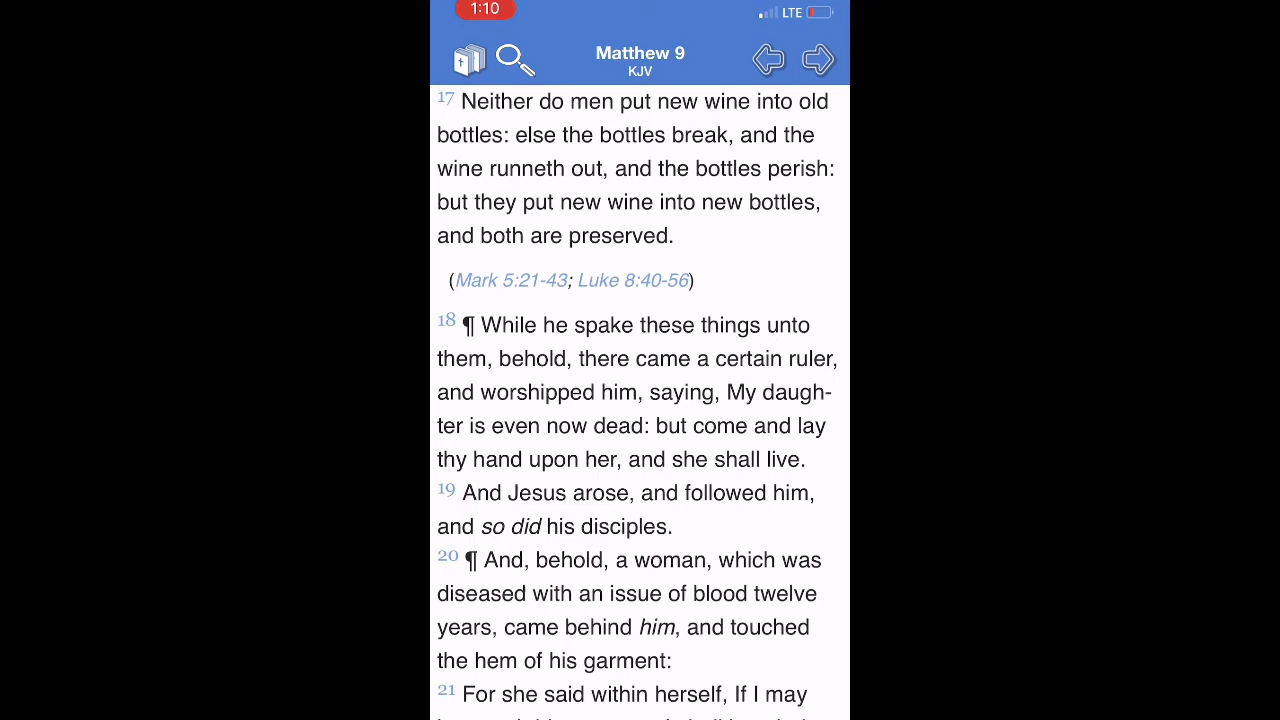 1:10
LTE
Matthew 9
KJV
17 Neither do men put new wine into old
bottles: else the bottles break, and the
wine runneth out, and the bottles perish:
but they put new wine into new bottles,
and both are preserved.
(Mark 5:21-43; Luke 8:40-56)
18 ¶ While he spake these things unto
them, behold, there came a certain ruler,
and worshipped him, saying, My daugh-
ter is even now dead: but come and lay
thy hand upon her, and she shall live.
19 And Jesus arose, and followed him,
and so did his disciples.
20 ¶ And, behold, a woman, which was
diseased with an issue of blood twelve
years, came behind him, and touched
the hem of his garment:
21 For she said within herself, If I may